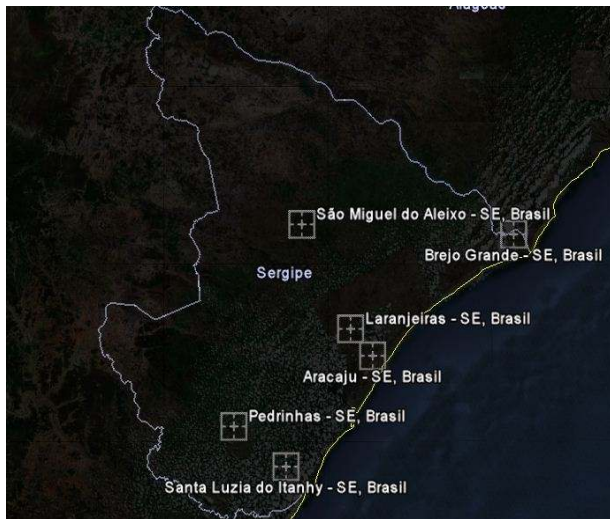 Alagoas
São Miguel do Aleixo - SE, Brasil
Brejo Grande - SE, Brasil
Sergipe
Laranjeiras - SE, Brasil
Aracaju - SE, Brasil
Pedrinhas - SE, Brasil
Santa Luzia do Itanhy - SE, Brasil